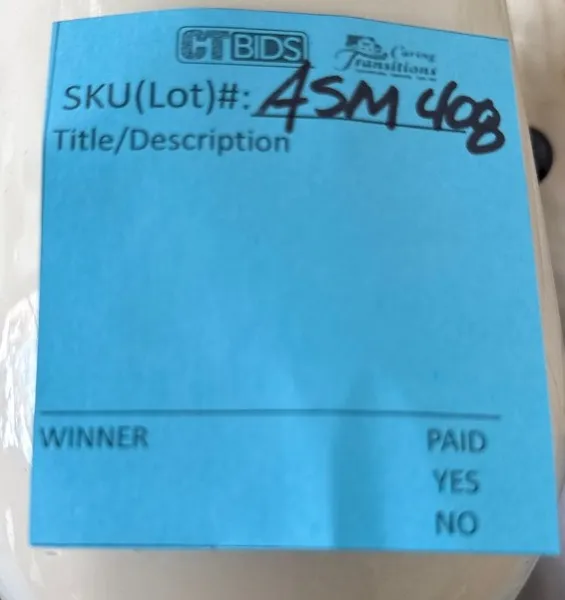 CTBIDS
Caring
Transitions
SKU(Lot)#: ASM 408
Title/Description
WINNER PAID
YES
NO